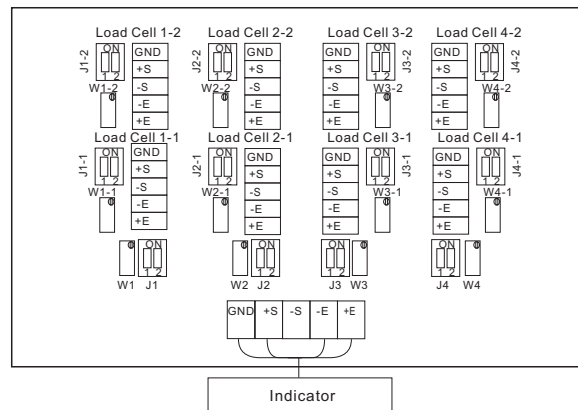 Load Cell 1-2 Load Cell 2-2 Load Cell 3-2 Load Cell 4-2
J1-2 ON GND J2-2 ON GND GND ON J3-2 GND ON J4-2
1 2 +S 1 2 +S +S 1 2 +S 1 2
W1-2 -S W2-2 -S -S W3-2 -S W4-2
-E -E -E -E
+E +E +E +E
Load Cell 1-1 Load Cell 2-1 Load Cell 3-1 Load Cell 4-1
J1-1 ON GND J2-1 ON GND GND ON J3-1 GND ON J4-1
1 2 +S 1 2 +S +S 1 2 +S 1 2
W1-1 -S W2-1 -S -S W3-1 -S W4-1
-E -E -E -E
+E +E +E +E
ON ON ON ON
1 2 1 2 1 2 1 2
W1 J1 W2 J2 J3 W3 J4 W4
GND +S -S -E +E
Indicator